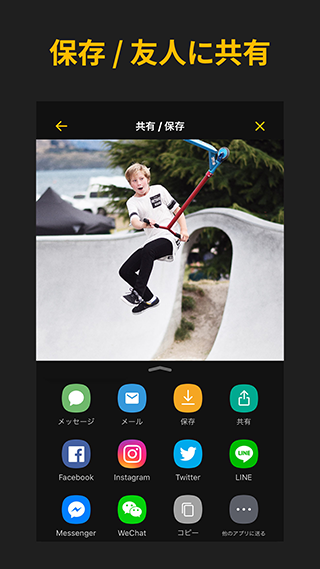 保存 / 友人に共有
共有 / 保存
メッセージ
メール
保存
共有
Facebook
Instagram
Twitter
LINE
LINE
Messenger
WeChat
コピー
他のアプリに送る